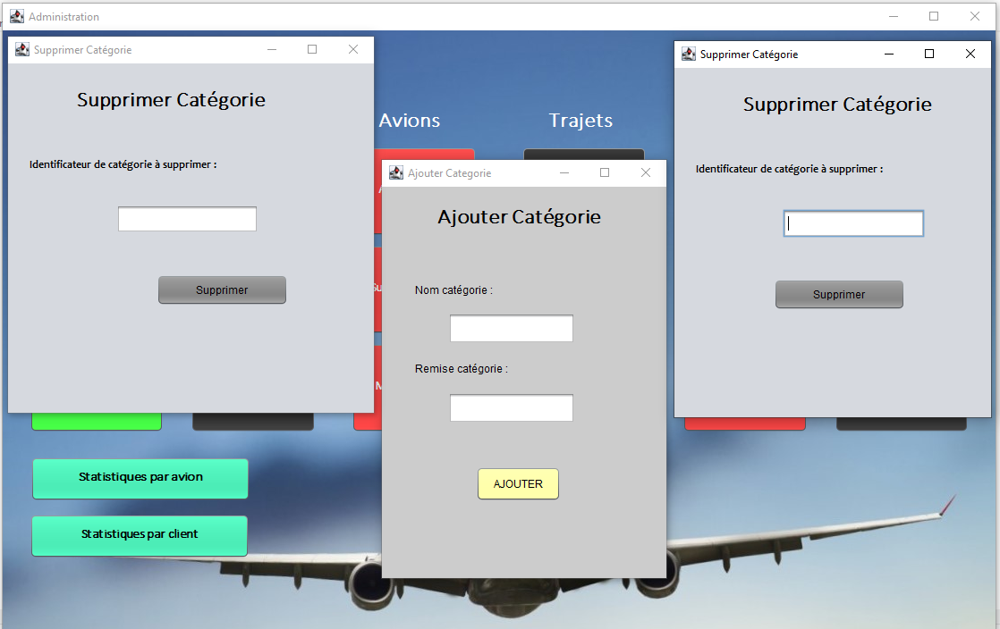 Administration
Supprimer Catégorie
Supprimer Catégorie
Identificateur de catégorie à supprimer :
Supprimer
Avions
Trajets
Ajouter Categorie
Ajouter Catégorie
Nom catégorie :
Remise catégorie :
AJOUTER
Supprimer Catégorie
Supprimer Catégorie
Identificateur de catégorie à supprimer :
Supprimer
Statistiques par avion
Statistiques par client